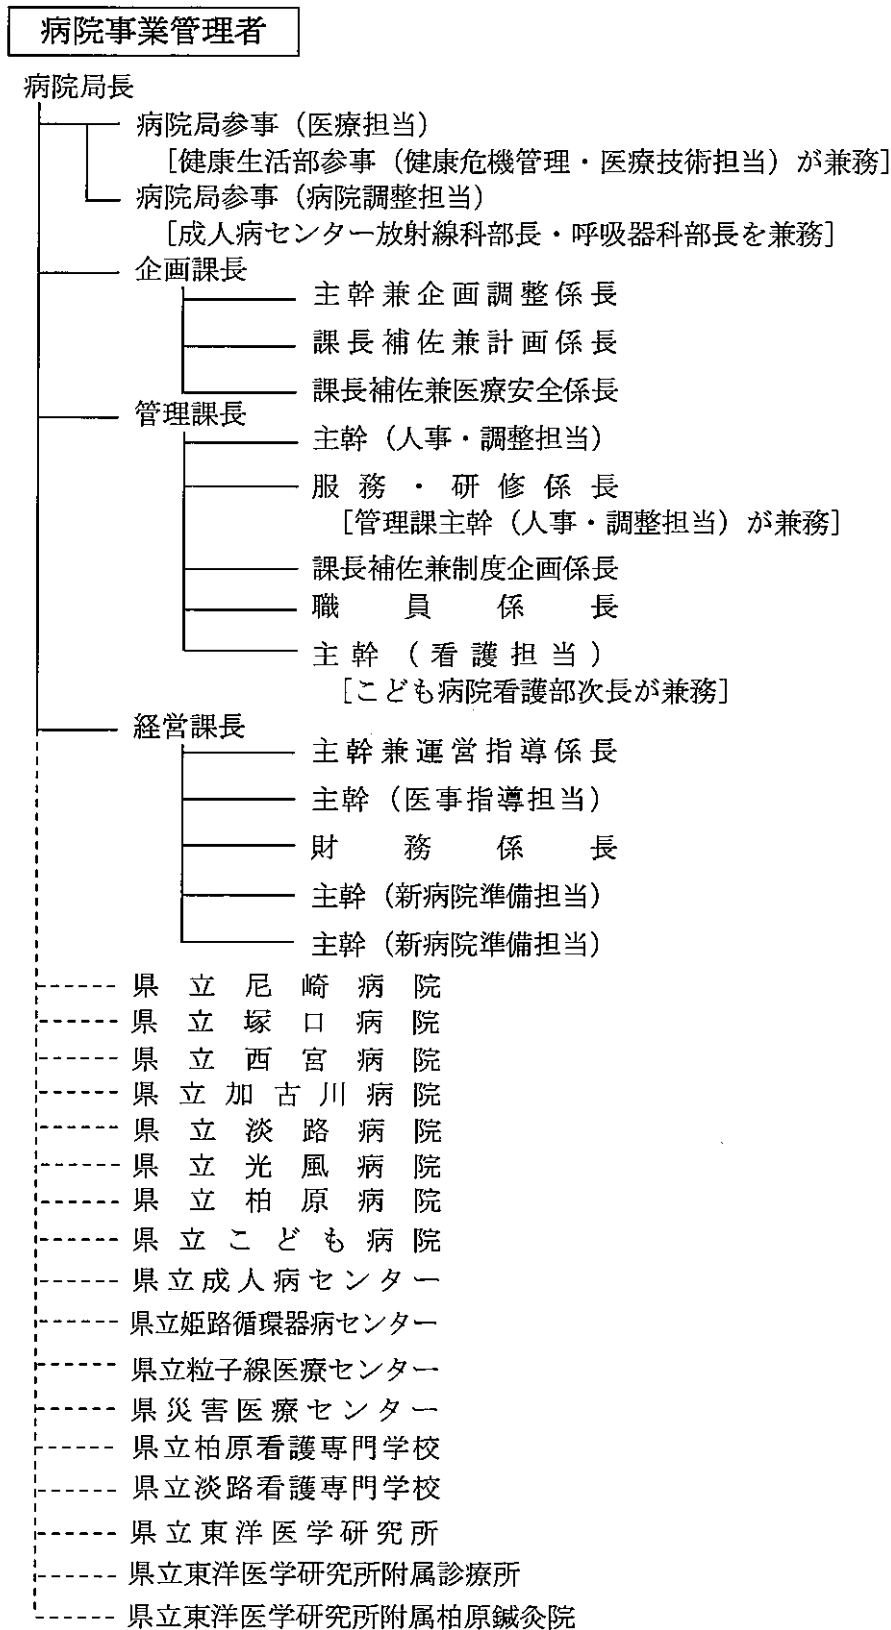 病院事業管理者
病院局長
病院局参事（医療担当）
［健康生活部参事（健康危機管理・医療技術担当）が兼務］
病院局参事（病院調整担当）
［成人病センター放射線科部長・呼吸器科部長を兼務］
企画課長
主幹兼企画調整係長
課長補佐兼計画係長
課長補佐兼医療安全係長
管理課長
主幹（人事・調整担当）
服務・研修係長
［管理課主幹（人事・調整担当）が兼務］
課長補佐兼制度企画係長
職員係長
主幹（看護担当）
［こども病院看護部次長が兼務］
経営課長
主幹兼運営指導係長
主幹（医事指導担当）
財務係長
主幹（新病院準備担当）
主幹（新病院準備担当）
県立尼崎病院
県立塚口病院
県立西宮病院
県立加古川病院
県立淡路病院
県立光風病院
県立柏原病院
県立こども病院
県立成人病センター
県立姫路循環器病センター
県立粒子線医療センター
県災害医療センター
県立柏原看護専門学校
県立淡路看護専門学校
県立東洋医学研究所
県立東洋医学研究所附属診療所
県立東洋医学研究所附属柏原鍼灸院